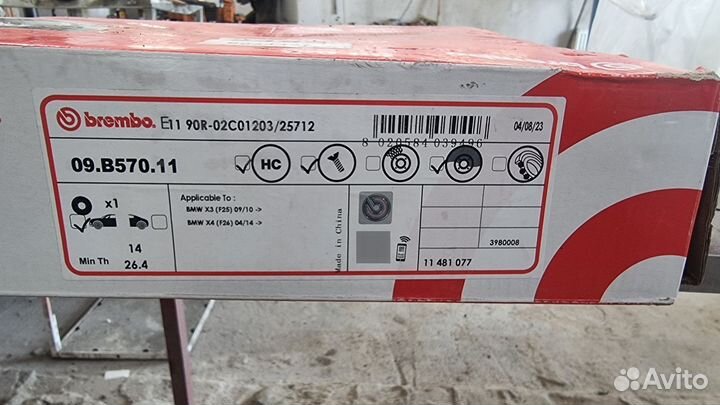 brembo. E11 90R-02C01203/25712
8 020584 039496
04/08/23
09.B570.11
HC
x1
Applicable To :
BMW X3 (F25) 09/10 ->
BMW X4 (F26) 04/14 ->
Made in China
14
Min Th 26.4
3980008
11 481 077
Avito